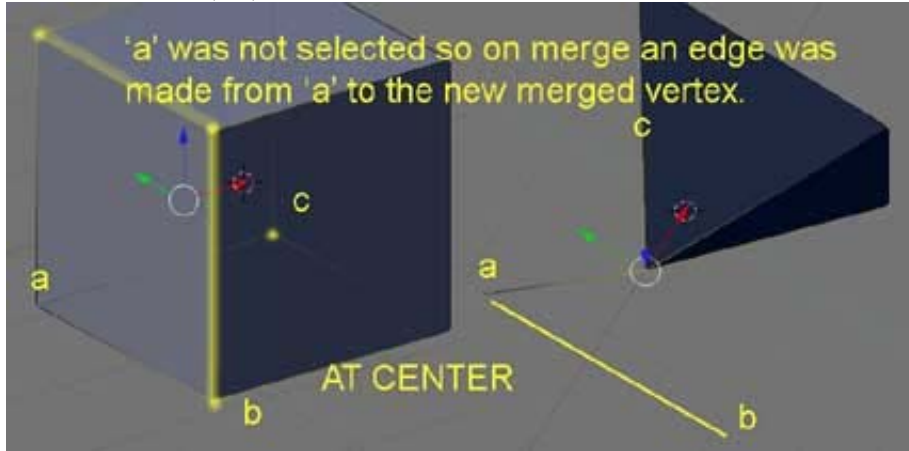 'a' was not selected so on merge an edge was
made from 'a' to the new merged vertex.
c
c
a
a
AT CENTER
b
b